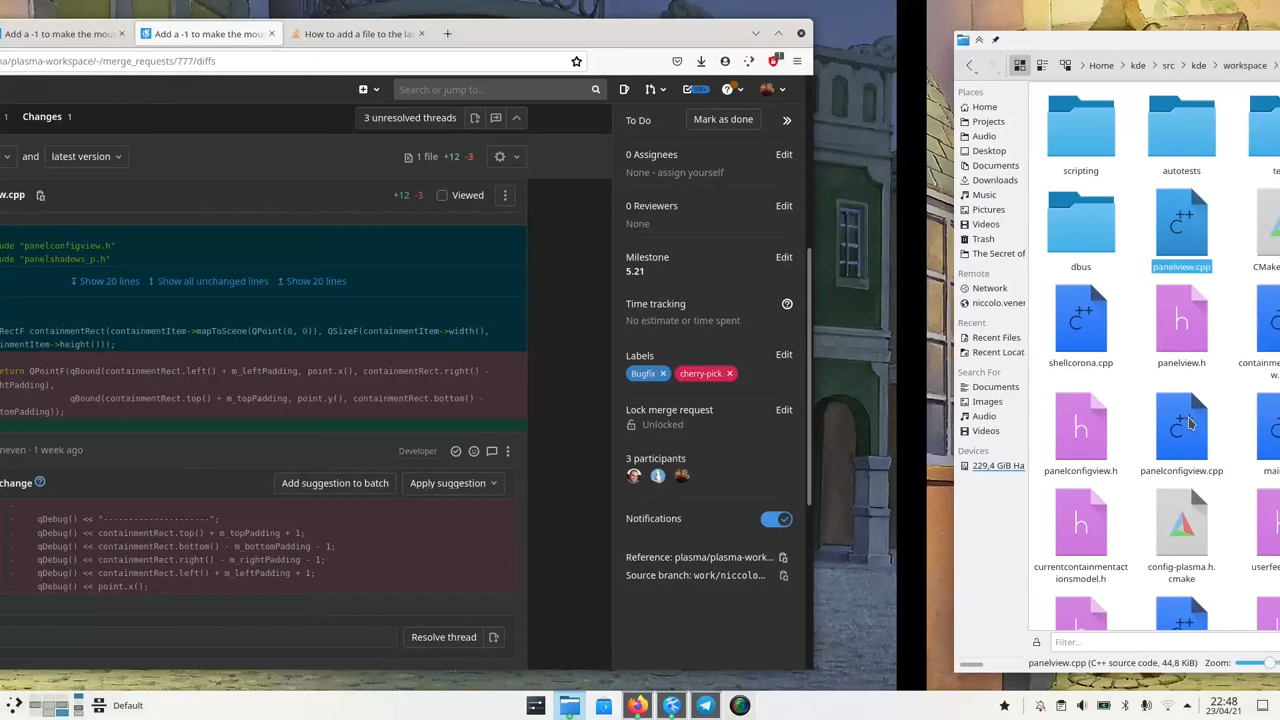 Add a -1 to make the mou
Add a -1 to make the mou
How to add a file to the la
ma/plasma-workspace/-/merge_requests/777/diffs
1
Search or jump to...
99+
1 Changes 1
3 unresolved threads
and latest version
1 file +12 -3
w.cpp
+12 -3 Viewed
ude "panelconfigview.h"
ude "panelshadows_p.h"
Show 20 lines Show all unchanged lines Show 20 lines
RectF containmentRect(containmentItem->mapToScene(QPoint(0, 0)), QSizeF(containmentItem->width(),
inmentItem->height()));
eturn QPointF(qBound(containmentRect.left() + m_leftPadding, point.x(), containmentRect.right() -
ghtPadding),
qBound(containmentRect.top() + m_topPadding, point.y(), containmentRect.bottom() -
tomPadding));
neven · 1 week ago
Developer
change
Add suggestion to batch
Apply suggestion
-
- qDebug() << "---------------------";
- qDebug() << containmentRect.top() + m_topPadding + 1;
- qDebug() << containmentRect.bottom() - m_bottomPadding - 1;
- qDebug() << containmentRect.right() - m_rightPadding - 1;
- qDebug() << containmentRect.left() + m_leftPadding + 1;
- qDebug() << point.x();
Resolve thread
To Do
Mark as done
0 Assignees Edit
None - assign yourself
0 Reviewers Edit
None
Milestone Edit
5.21
Time tracking
No estimate or time spent
Labels Edit
Bugfix
cherry-pick
Lock merge request Edit
Unlocked
3 participants
Notifications
Reference: plasma/plasma-work...
Source branch: work/niccolo...
Home kde src kde workspace
Places
Home
Projects
Audio
Desktop
Documents
Downloads
Music
Pictures
Videos
Trash
The Secret of
Remote
Network
niccolo.vener
Recent
Recent Files
Recent Locat
Search For
Documents
Images
Audio
Videos
Devices
229,4 GiB Ha
scripting
autotests
te
dbus
panelview.cpp
CMake
shellcorona.cpp
panelview.h
containm
w.
panelconfigview.h
panelconfigview.cpp
mai
currentcontainmentact
ionsmodel.h
config-plasma.h.
cmake
userfee
Filter...
panelview.cpp (C++ source code, 44,8 KiB)
Zoom:
Default
22:48
23/04/21